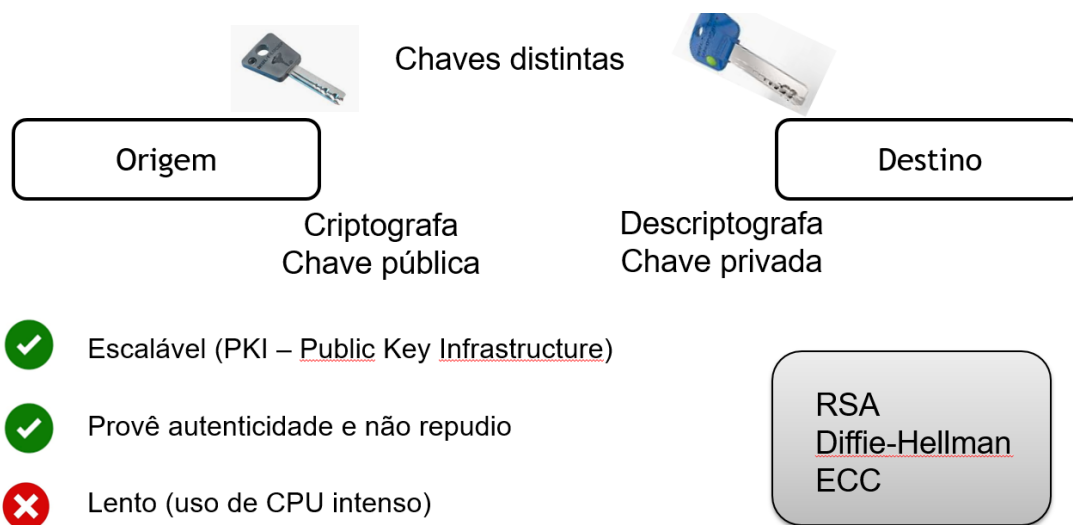 Chaves distintas
Origem
Destino
Criptografa
Chave pública
Descriptografa
Chave privada
Escalável (PKI – Public Key Infrastructure)
Provê autenticidade e não repudio
Lento (uso de CPU intenso)
RSA
Diffie-Hellman
ECC